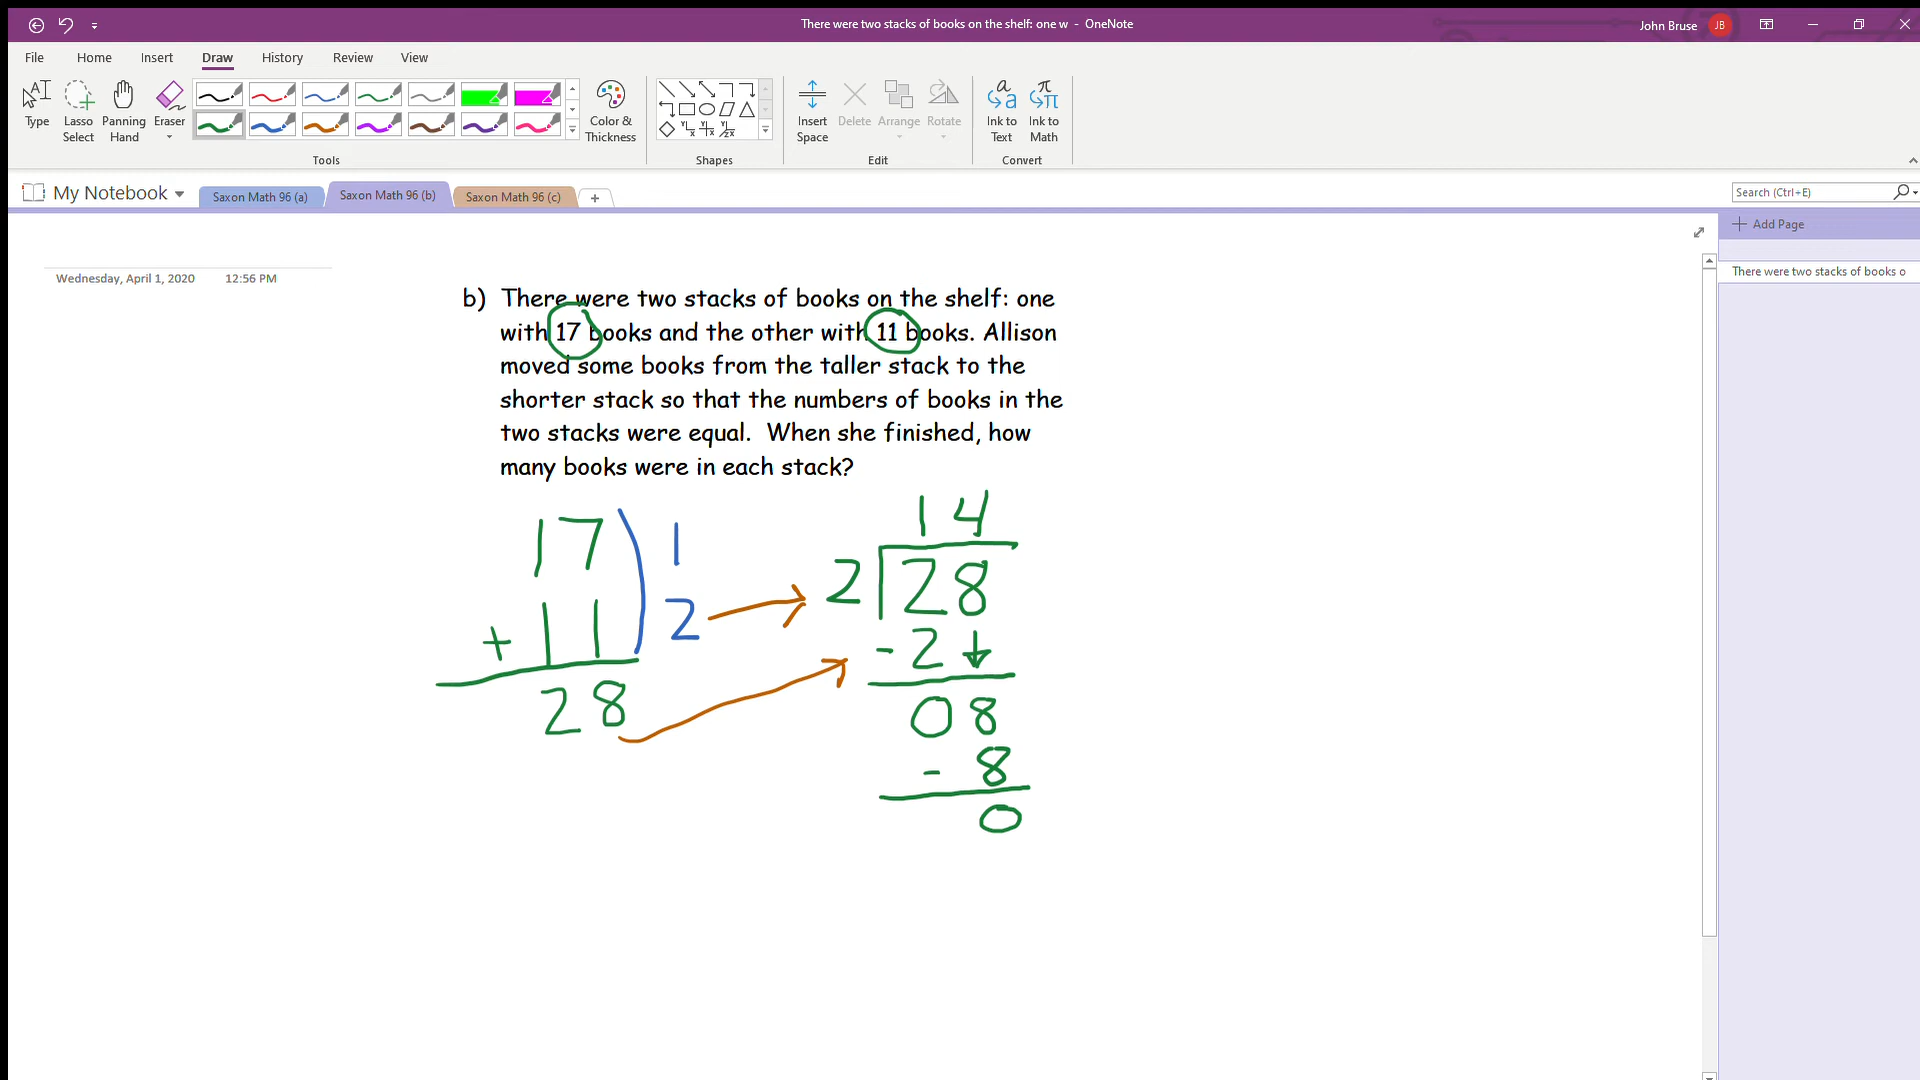 There were two stacks of books on the shelf: one w - OneNote
John Bruse JB
File Home Insert Draw History Review View
Type
Lasso Select
Panning Hand
Eraser
Color & Thickness
Insert Space
Delete
Arrange
Rotate
a
a
Ink to Text
π
π
Ink to Math
Tools Shapes Edit Convert
My Notebook
Saxon Math 96 (a) Saxon Math 96 (b) Saxon Math 96 (c) +
Search (Ctrl+E)
Add Page
There were two stacks of books o
Wednesday, April 1, 2020 12:56 PM
b) There were two stacks of books on the shelf: one
with 17 books and the other with 11 books. Allison
moved some books from the taller stack to the
shorter stack so that the numbers of books in the
two stacks were equal. When she finished, how
many books were in each stack?
17 1
+ 11 2
28
14
2 28
- 2
08
- 8
0